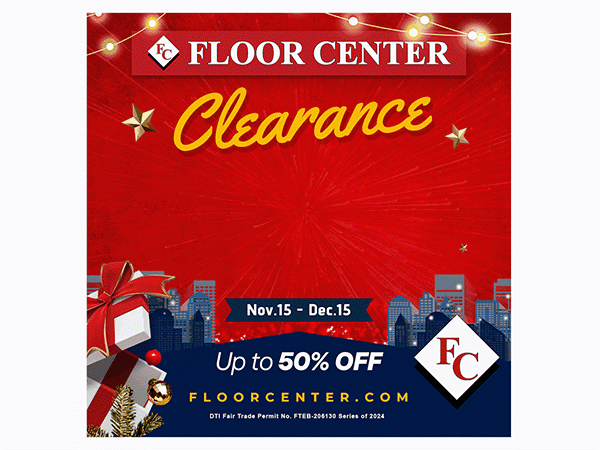 FC FLOOR CENTER
Clearance
Nov.15 - Dec.15
Up to 50% OFF
FC
FLOORCENTER.COM
DTI Fair Trade Permit No. FTEB-206130 Series of 2024